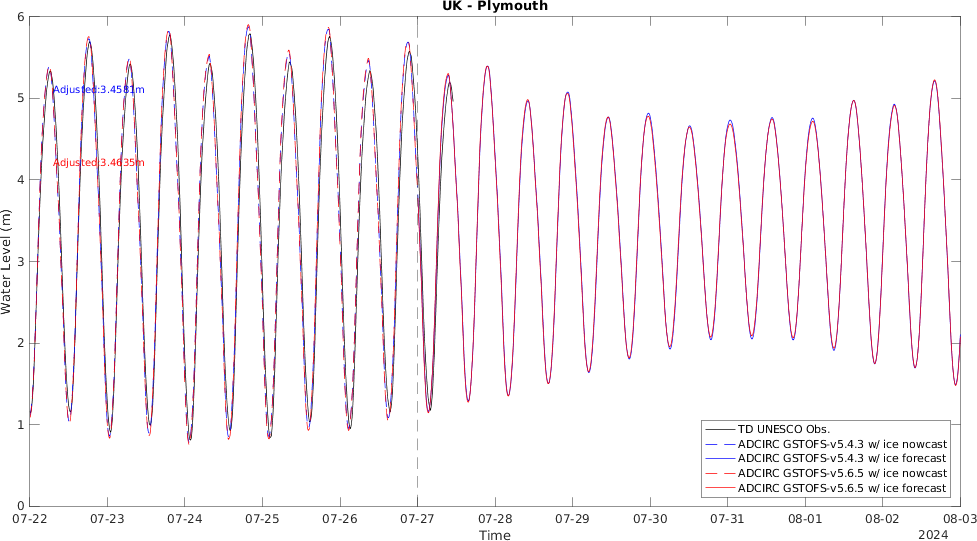 UK - Plymouth
6
5
4
3
2
1
0
Water Level (m)
Adjusted:3.4581m
Adjusted:3.4635m
TD UNESCO Obs.
ADCIRC GSTOFS-v5.4.3 w/ ice nowcast
ADCIRC GSTOFS-v5.4.3 w/ ice forecast
ADCIRC GSTOFS-v5.6.5 w/ ice nowcast
ADCIRC GSTOFS-v5.6.5 w/ ice forecast
07-22 07-23 07-24 07-25 07-26 07-27 07-28 07-29 07-30 07-31 08-01 08-02 08-03
Time
2024